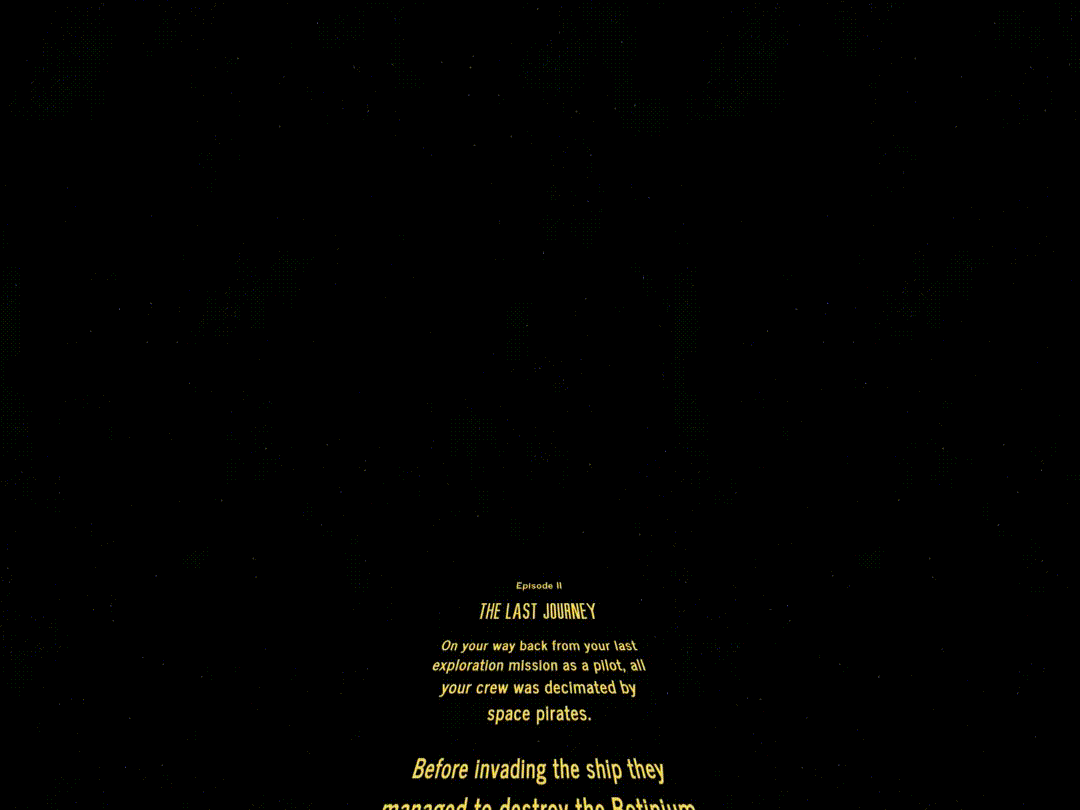 Episode II
THE LAST JOURNEY
On your way back from your last
exploration mission as a pilot, all
your crew was decimated by
space pirates.
Before invading the ship they
managed to destroy the